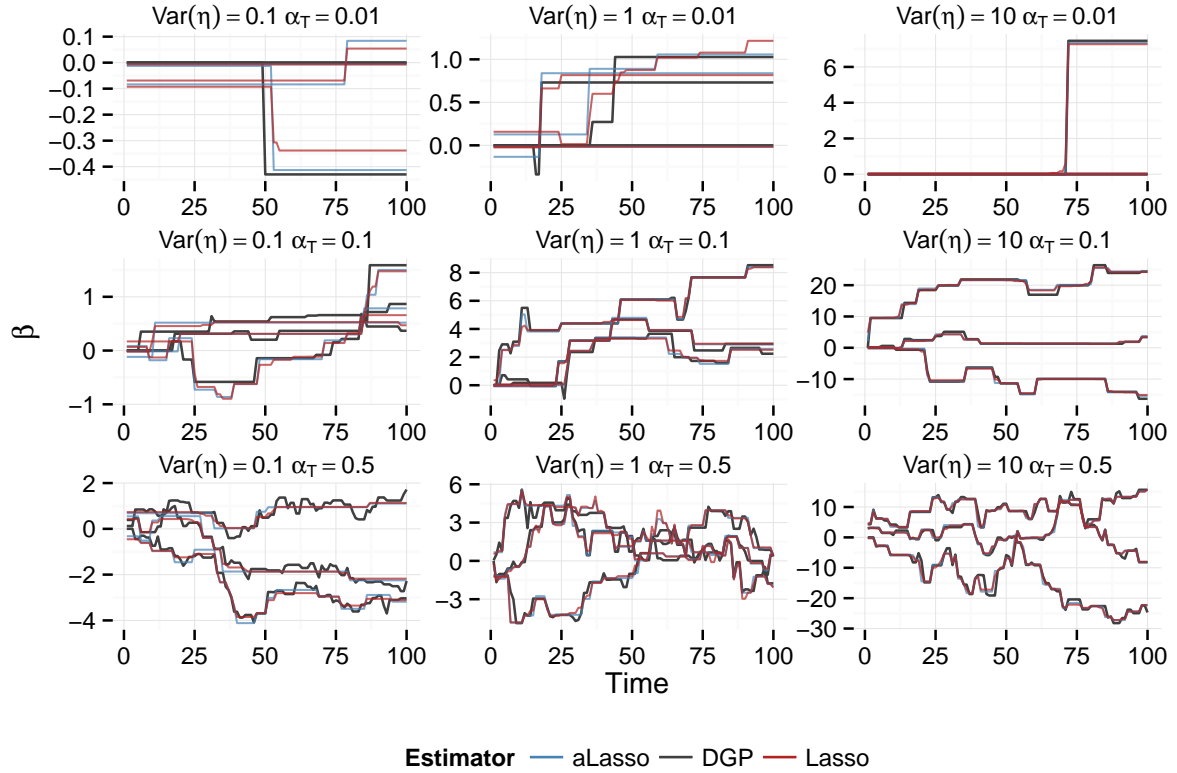 Var(η) = 0.1 α_T = 0.01
Var(η) = 1 α_T = 0.01
Var(η) = 10 α_T = 0.01
0.1
0.0
−0.1
−0.2
−0.3
−0.4
0 25 50 75 100
1.0
0.5
0.0
0 25 50 75 100
6
4
2
0
0 25 50 75 100
Var(η) = 0.1 α_T = 0.1
Var(η) = 1 α_T = 0.1
Var(η) = 10 α_T = 0.1
β
1
0
−1
0 25 50 75 100
8
6
4
2
0
0 25 50 75 100
20
10
0
−10
0 25 50 75 100
Var(η) = 0.1 α_T = 0.5
Var(η) = 1 α_T = 0.5
Var(η) = 10 α_T = 0.5
2
0
−2
−4
0 25 50 75 100
6
3
0
−3
0 25 50 75 100
10
0
−10
−20
−30
0 25 50 75 100
Time
Estimator aLasso DGP Lasso